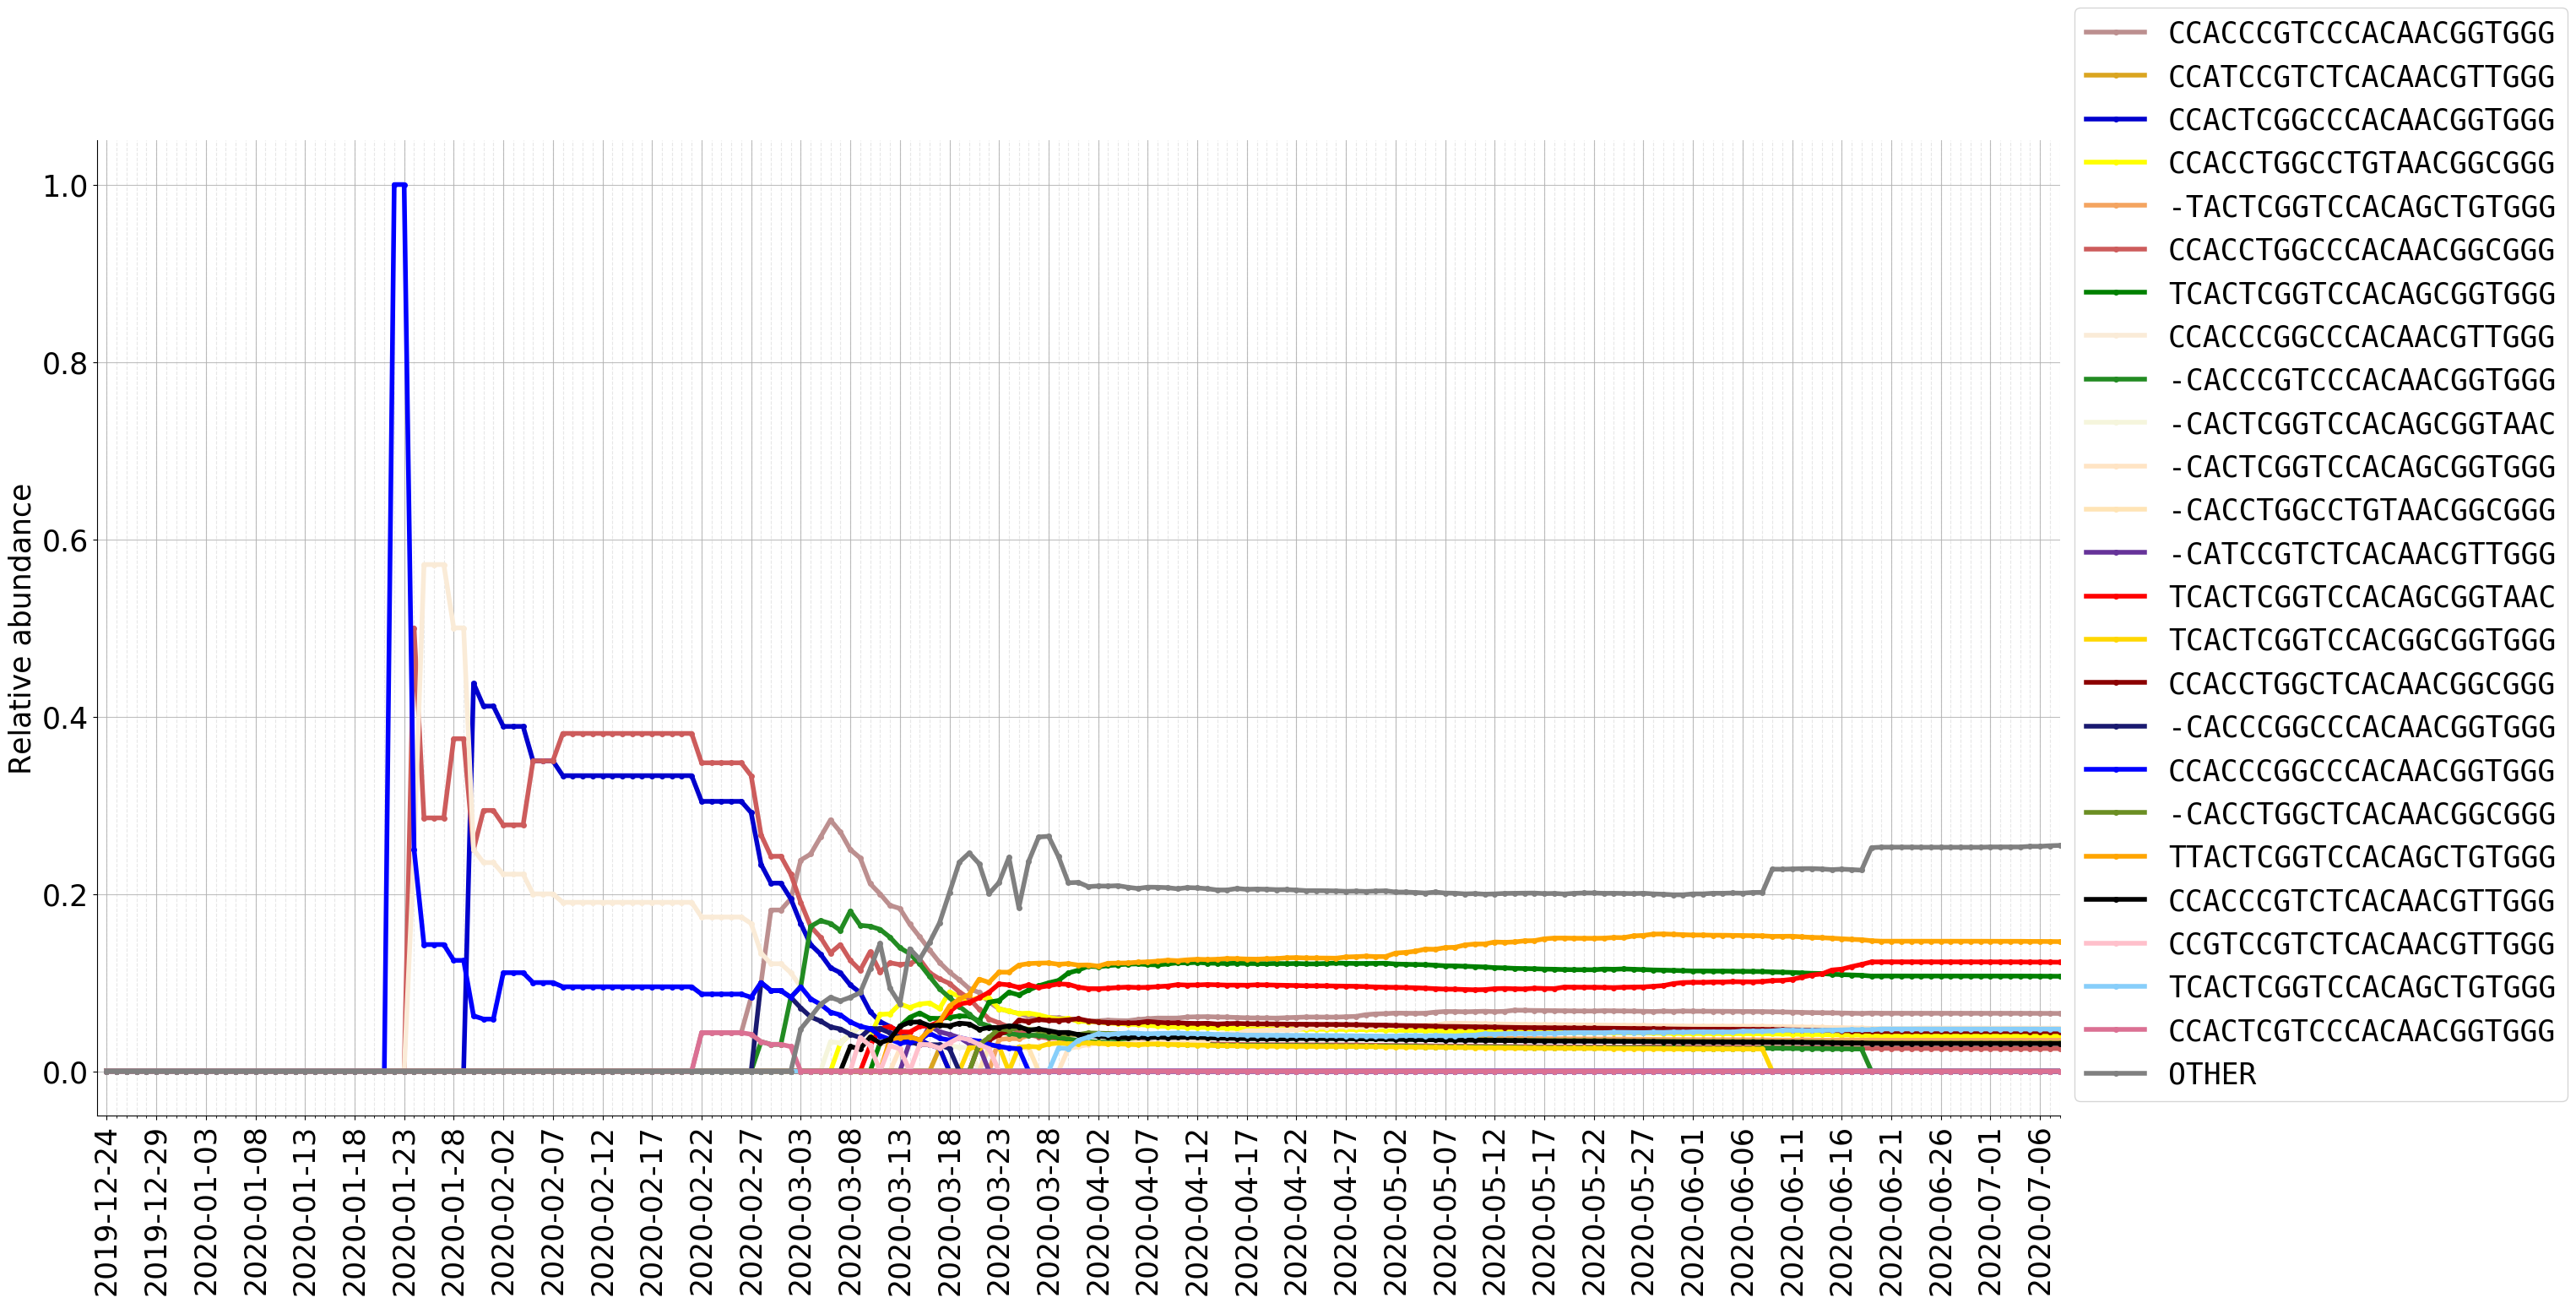 Relative abundance
1.0
0.8
0.6
0.4
0.2
0.0
2019-12-24
2019-12-29
2020-01-03
2020-01-08
2020-01-13
2020-01-18
2020-01-23
2020-01-28
2020-02-02
2020-02-07
2020-02-12
2020-02-17
2020-02-22
2020-02-27
2020-03-03
2020-03-08
2020-03-13
2020-03-18
2020-03-23
2020-03-28
2020-04-02
2020-04-07
2020-04-12
2020-04-17
2020-04-22
2020-04-27
2020-05-02
2020-05-07
2020-05-12
2020-05-17
2020-05-22
2020-05-27
2020-06-01
2020-06-06
2020-06-11
2020-06-16
2020-06-21
2020-06-26
2020-07-01
2020-07-06
CCACCCGTCCCACAACGGTGGG
CCATCCGTCTCACAACGTTGGG
CCACTCGGCCCACAACGGTGGG
CCACCTGGCCTGTAACGGCGGG
-TACTCGGTCCACAGCTGTGGG
CCACCTGGCCCACAACGGCGGG
TCACTCGGTCCACAGCGGTGGG
CCACCCGGCCCACAACGTTGGG
-CACCCGTCCCACAACGGTGGG
-CACTCGGTCCACAGCGGTAAC
-CACTCGGTCCACAGCGGTGGG
-CACCTGGCCTGTAACGGCGGG
-CATCCGTCTCACAACGTTGGG
TCACTCGGTCCACAGCGGTAAC
TCACTCGGTCCACGGCGGTGGG
CCACCTGGCTCACAACGGCGGG
-CACCCGGCCCACAACGGTGGG
CCACCCGGCCCACAACGGTGGG
-CACCTGGCTCACAACGGCGGG
TTACTCGGTCCACAGCTGTGGG
CCACCCGTCTCACAACGTTGGG
CCGTCCGTCTCACAACGTTGGG
TCACTCGGTCCACAGCTGTGGG
CCACTCGTCCCACAACGGTGGG
OTHER